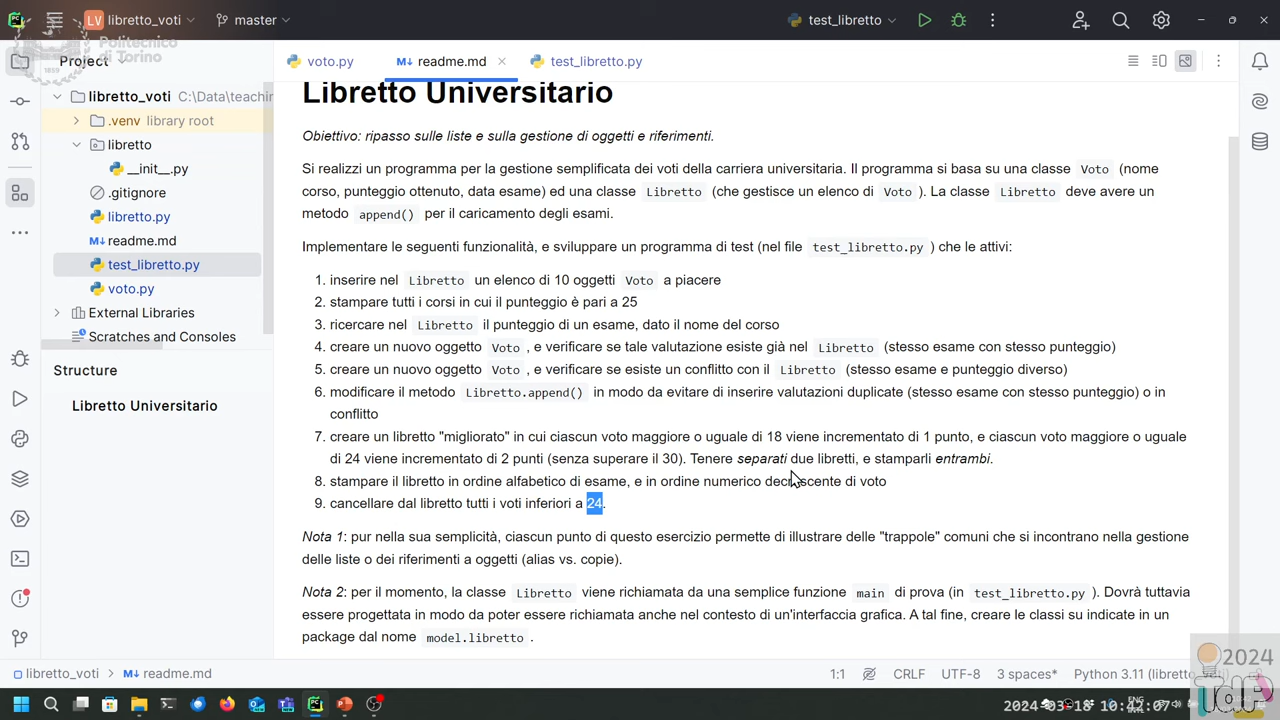 LV libretto_voti master test_libretto
Politecnico
di Torino
1859
Project
voto.py readme.md test_libretto.py
libretto_voti C:\Data\teachin
.venv library root
libretto
__init__.py
.gitignore
libretto.py
readme.md
test_libretto.py
voto.py
External Libraries
Scratches and Consoles
Structure
Libretto Universitario
Libretto Universitario
Obiettivo: ripasso sulle liste e sulla gestione di oggetti e riferimenti.
Si realizzi un programma per la gestione semplificata dei voti della carriera universitaria. Il programma si basa su una classe Voto (nome
corso, punteggio ottenuto, data esame) ed una classe Libretto (che gestisce un elenco di Voto ). La classe Libretto deve avere un
metodo append() per il caricamento degli esami.
Implementare le seguenti funzionalità, e sviluppare un programma di test (nel file test_libretto.py ) che le attivi:
1. inserire nel Libretto un elenco di 10 oggetti Voto a piacere
2. stampare tutti i corsi in cui il punteggio è pari a 25
3. ricercare nel Libretto il punteggio di un esame, dato il nome del corso
4. creare un nuovo oggetto Voto , e verificare se tale valutazione esiste già nel Libretto (stesso esame con stesso punteggio)
5. creare un nuovo oggetto Voto , e verificare se esiste un conflitto con il Libretto (stesso esame e punteggio diverso)
6. modificare il metodo Libretto.append() in modo da evitare di inserire valutazioni duplicate (stesso esame con stesso punteggio) o in
conflitto
7. creare un libretto "migliorato" in cui ciascun voto maggiore o uguale di 18 viene incrementato di 1 punto, e ciascun voto maggiore o uguale
di 24 viene incrementato di 2 punti (senza superare il 30). Tenere separati due libretti, e stamparli entrambi.
8. stampare il libretto in ordine alfabetico di esame, e in ordine numerico decrescente di voto
9. cancellare dal libretto tutti i voti inferiori a 24.
Nota 1: pur nella sua semplicità, ciascun punto di questo esercizio permette di illustrare delle "trappole" comuni che si incontrano nella gestione
delle liste o dei riferimenti a oggetti (alias vs. copie).
Nota 2: per il momento, la classe Libretto viene richiamata da una semplice funzione main di prova (in test_libretto.py ). Dovrà tuttavia
essere progettata in modo da poter essere richiamata anche nel contesto di un'interfaccia grafica. A tal fine, creare le classi su indicate in un
package dal nome model.libretto .
libretto_voti readme.md 1:1 CRLF UTF-8 3 spaces* Python 3.11 (libretto_
2024
TdP
ENG
2024-03-18 10:42:07